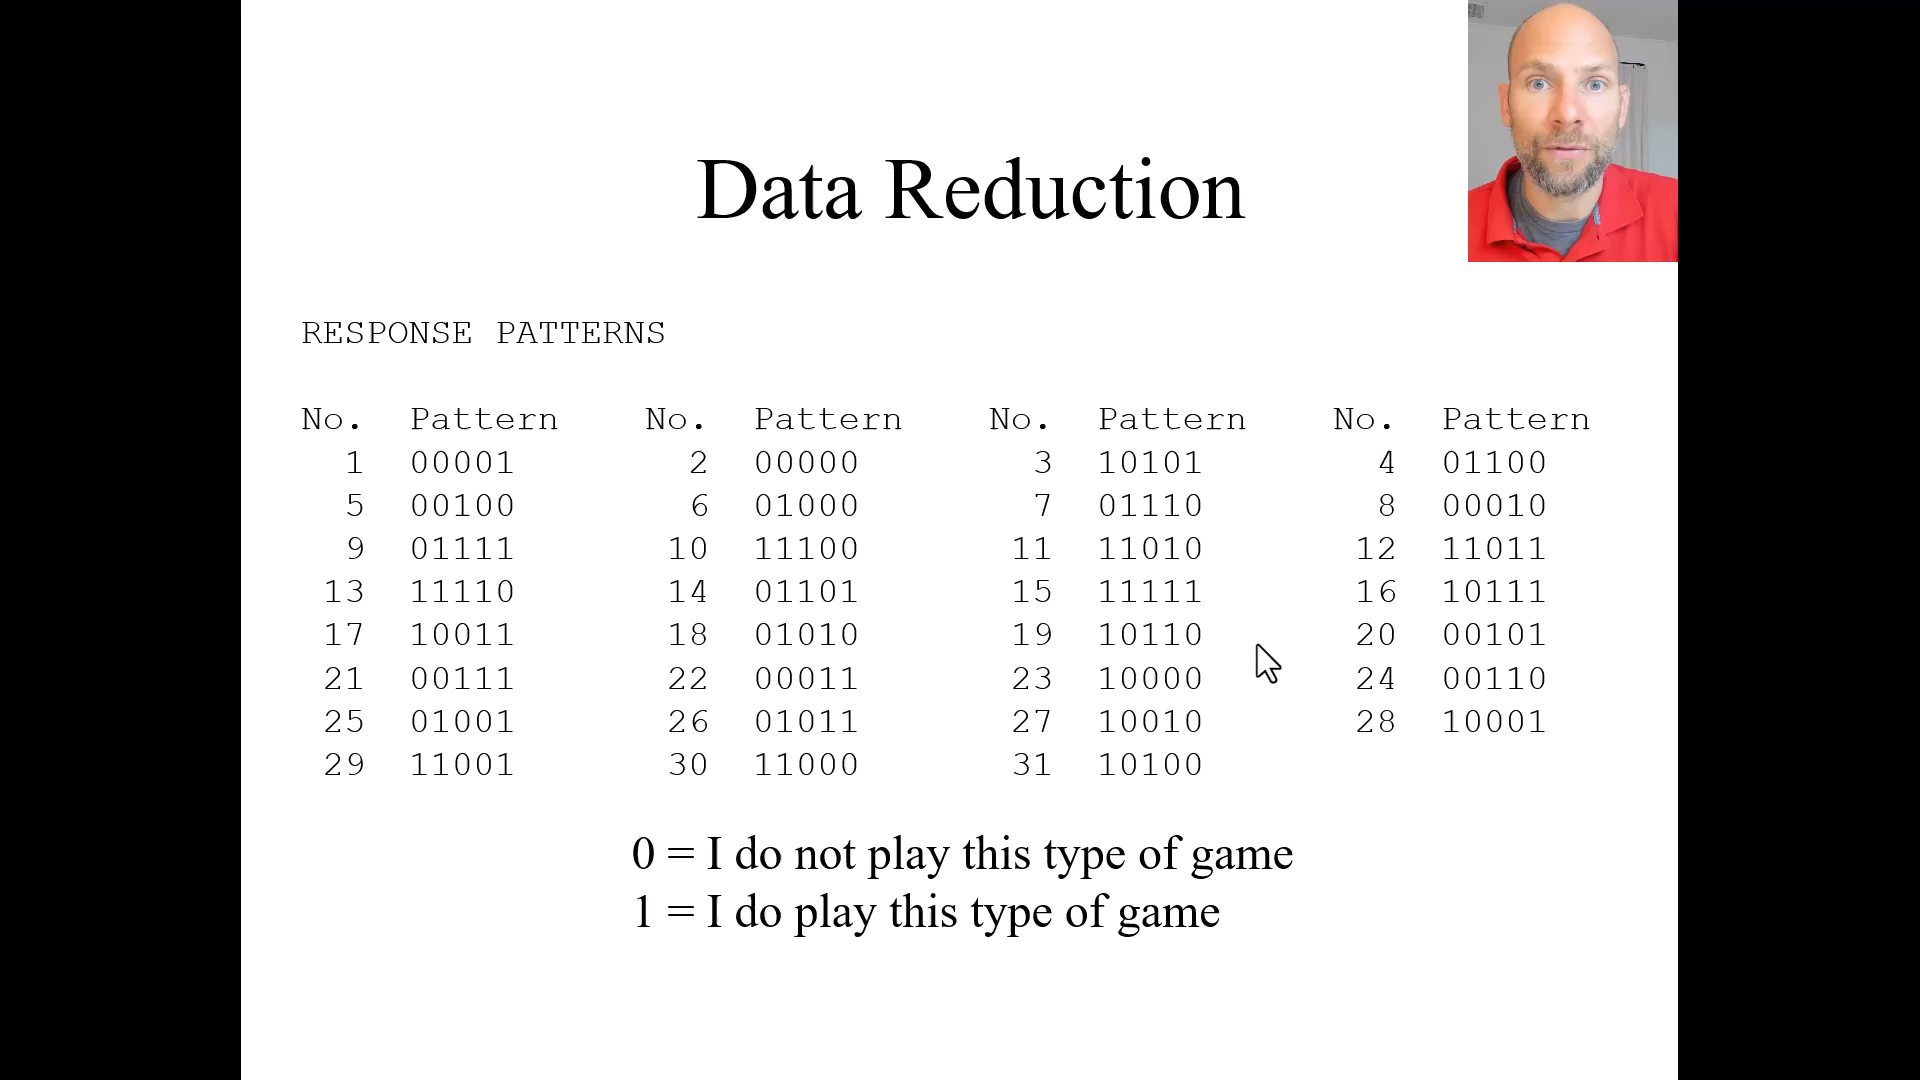 Data Reduction
RESPONSE PATTERNS
No. Pattern No. Pattern No. Pattern No. Pattern
1 00001 2 00000 3 10101 4 01100
5 00100 6 01000 7 01110 8 00010
9 01111 10 11100 11 11010 12 11011
13 11110 14 01101 15 11111 16 10111
17 10011 18 01010 19 10110 20 00101
21 00111 22 00011 23 10000 24 00110
25 01001 26 01011 27 10010 28 10001
29 11001 30 11000 31 10100
0 = I do not play this type of game
1 = I do play this type of game